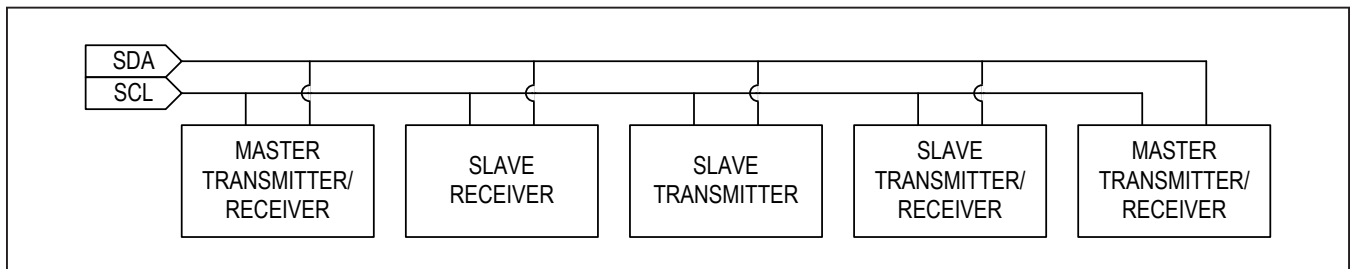 SDA
SCL
MASTER
TRANSMITTER/
RECEIVER
SLAVE
RECEIVER
SLAVE
TRANSMITTER
SLAVE
TRANSMITTER/
RECEIVER
MASTER
TRANSMITTER/
RECEIVER